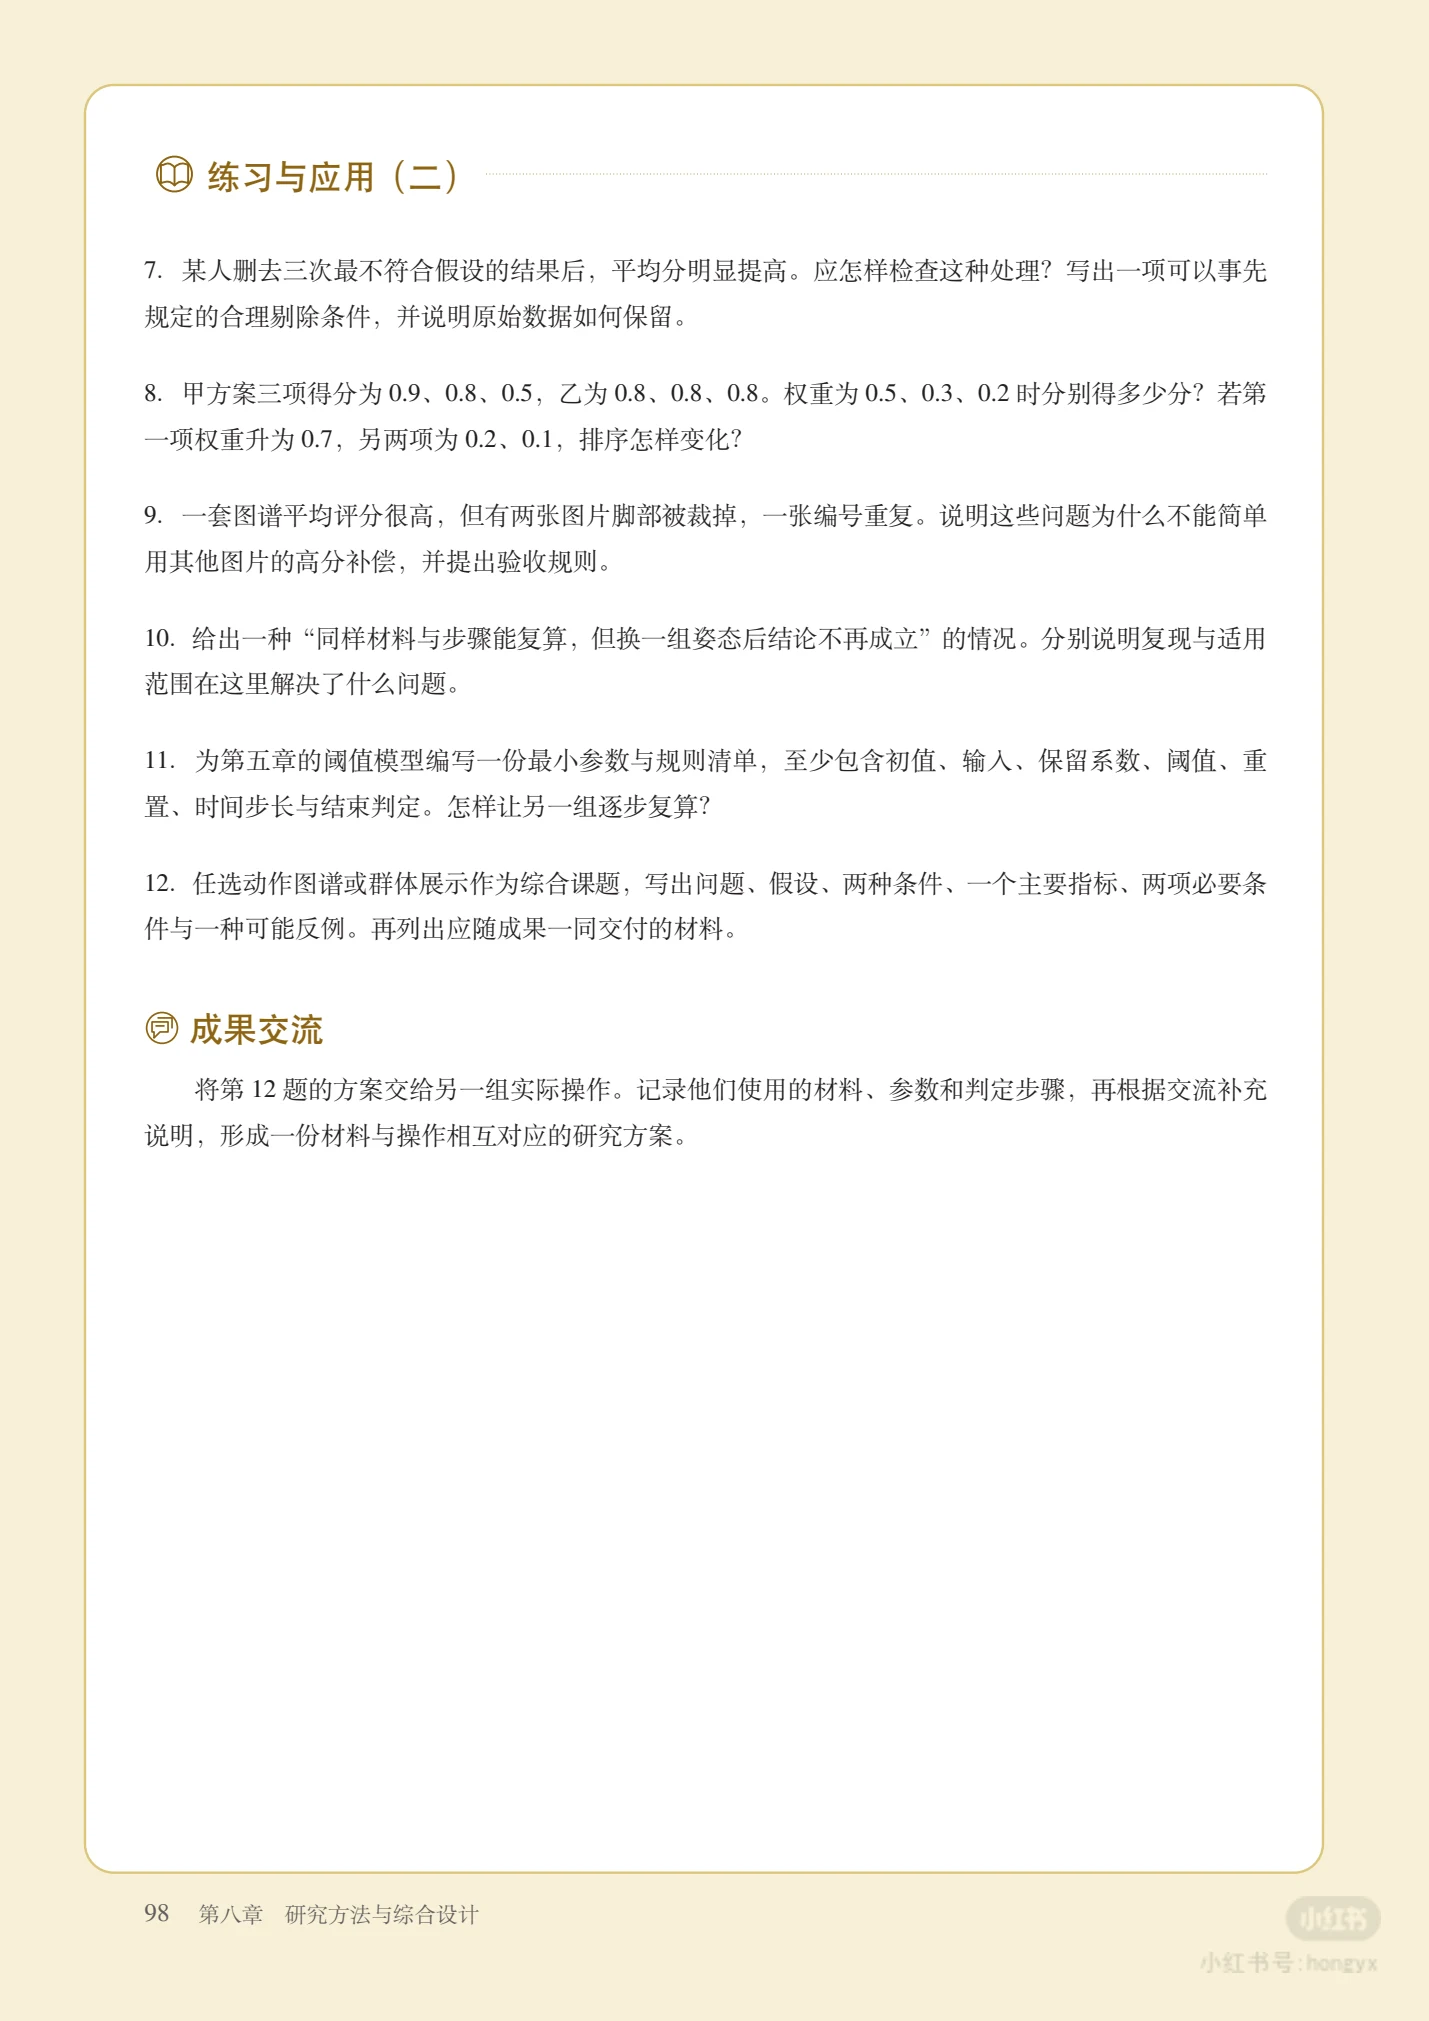 练习与应用（二）
7. 某人删去三次最不符合假设的结果后，平均分明显提高。应怎样检查这种处理？写出一项可以事先
规定的合理剔除条件，并说明原始数据如何保留。
8. 甲方案三项得分为 0.9、0.8、0.5，乙为 0.8、0.8、0.8。权重为 0.5、0.3、0.2 时分别得多少分？若第
一项权重升为 0.7，另两项为 0.2、0.1，排序怎样变化？
9. 一套图谱平均评分很高，但有两张图片脚部被裁掉，一张编号重复。说明这些问题为什么不能简单
用其他图片的高分补偿，并提出验收规则。
10. 给出一种“同样材料与步骤能复算，但换一组姿态后结论不再成立”的情况。分别说明复现与适用
范围在这里解决了什么问题。
11. 为第五章的阈值模型编写一份最小参数与规则清单，至少包含初值、输入、保留系数、阈值、重
置、时间步长与结束判定。怎样让另一组逐步复算？
12. 任选动作图谱或群体展示作为综合课题，写出问题、假设、两种条件、一个主要指标、两项必要条
件与一种可能反例。再列出应随成果一同交付的材料。
成果交流
将第 12 题的方案交给另一组实际操作。记录他们使用的材料、参数和判定步骤，再根据交流补充
说明，形成一份材料与操作相互对应的研究方案。
98 第八章 研究方法与综合设计
小红书
小红书号:hongyx